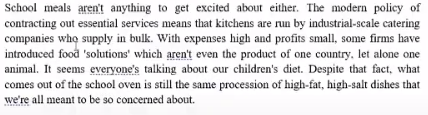 School meals aren't anything to get excited about either. The modern policy of
contracting out essential services means that kitchens are run by industrial-scale catering
companies who supply in bulk. With expenses high and profits small, some firms have
introduced food 'solutions' which aren't even the product of one country, let alone one
animal. It seems everyone's talking about our children's diet. Despite that fact, what
comes out of the school oven is still the same procession of high-fat, high-salt dishes that
we're all meant to be so concerned about.